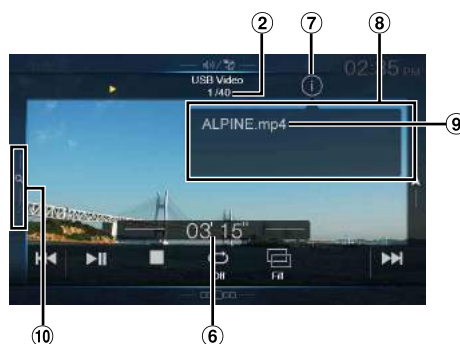 ② ⑦ ⑧
02:35 PM
USB Video
1/40
ALPINE.mp4
⑨
03'15"
Off Fill
⑩ ⑥